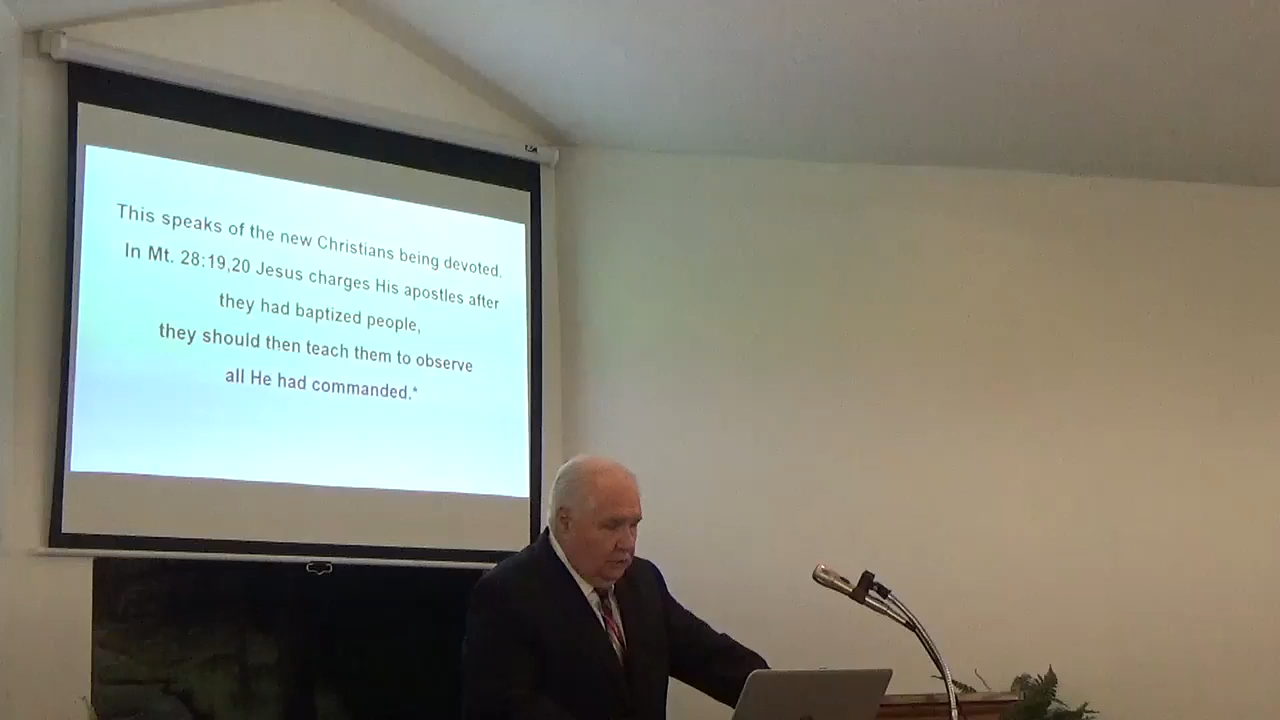 This speaks of the new Christians being devoted.
In Mt. 28:19,20 Jesus charges His apostles after
they had baptized people,
they should then teach them to observe
all He had commanded.*